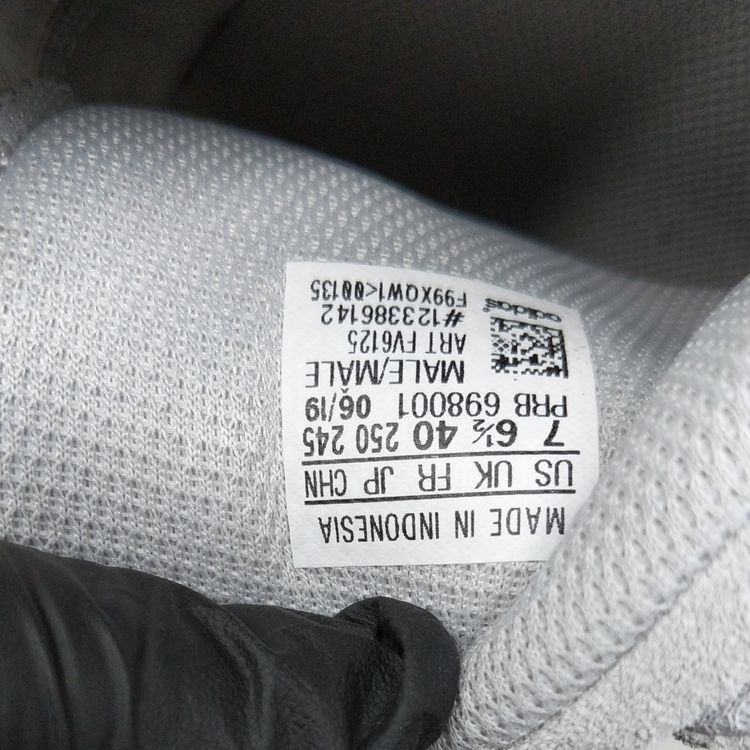 MADE IN INDONESIA
US UK FR JP CHN
7 6½ 40 250 245
PRB 698001 06/19
MALE/MALE
ART FV6125
#123386142
F99XQW1<00135
adidas®